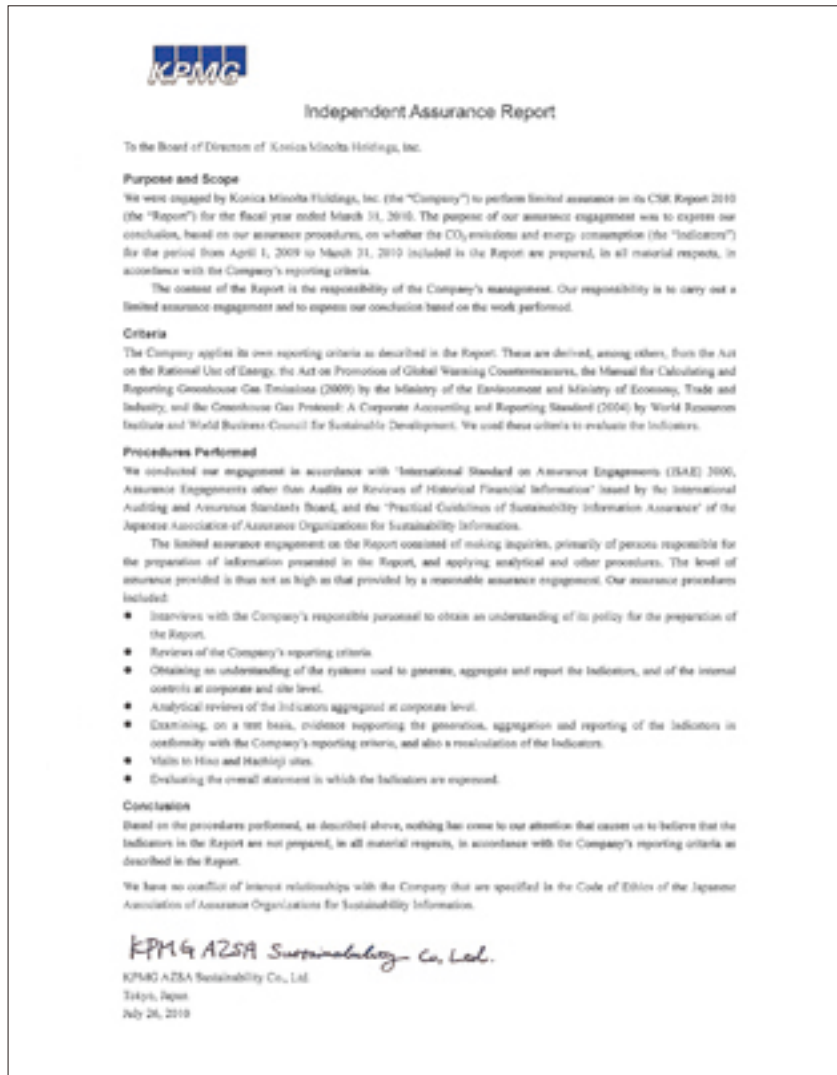 KPMG
Independent Assurance Report
To the Board of Directors of Konica Minolta Holdings, Inc.
Purpose and Scope
We were engaged by Konica Minolta Holdings, Inc. (the “Company”) to perform limited assurance on its CSR Report 2010
(the “Report”) for the fiscal year ended March 31, 2010. The purpose of our assurance engagement was to express our
conclusion, based on our assurance procedures, on whether the CO₂ emissions and energy consumption (the “Indicators”)
for the period from April 1, 2009 to March 31, 2010 included in the Report are prepared, in all material respects, in
accordance with the Company’s reporting criteria.
The content of the Report is the responsibility of the Company’s management. Our responsibility is to carry out a
limited assurance engagement and to express our conclusion based on the work performed.
Criteria
The Company applies its own reporting criteria as described in the Report. These are derived, among others, from the Act
on the Rational Use of Energy, the Act on Promotion of Global Warming Countermeasures, the Manual for Calculating and
Reporting Greenhouse Gas Emissions (2009) by the Ministry of the Environment and Ministry of Economy, Trade and
Industry, and the Greenhouse Gas Protocol: A Corporate Accounting and Reporting Standard (2004) by World Resources
Institute and World Business Council for Sustainable Development. We used these criteria to evaluate the Indicators.
Procedures Performed
We conducted our engagement in accordance with ‘International Standard on Assurance Engagements (ISAE) 3000,
Assurance Engagements other than Audits or Reviews of Historical Financial Information’ issued by the International
Auditing and Assurance Standards Board, and the ‘Practical Guidelines of Sustainability Information Assurance’ of the
Japanese Association of Assurance Organizations for Sustainability Information.
The limited assurance engagement on the Report consisted of making inquiries, primarily of persons responsible for
the preparation of information presented in the Report, and applying analytical and other procedures. The level of
assurance provided is thus not as high as that provided by a reasonable assurance engagement. Our assurance procedures
included:
● Interviews with the Company’s responsible personnel to obtain an understanding of its policy for the preparation of
the Report.
● Reviews of the Company’s reporting criteria.
● Obtaining an understanding of the systems used to generate, aggregate and report the Indicators, and of the internal
controls at corporate and site level.
● Analytical reviews of the Indicators aggregated at corporate level.
● Examining, on a test basis, evidence supporting the generation, aggregation and reporting of the Indicators in
conformity with the Company’s reporting criteria, and also a recalculation of the Indicators.
● Visits to Hino and Hachioji sites.
● Evaluating the overall statement in which the Indicators are expressed.
Conclusion
Based on the procedures performed, as described above, nothing has come to our attention that causes us to believe that the
Indicators in the Report are not prepared, in all material respects, in accordance with the Company’s reporting criteria as
described in the Report.
We have no conflict of interest relationships with the Company that are specified in the Code of Ethics of the Japanese
Association of Assurance Organizations for Sustainability Information.
KPMG AZSA Sustainability Co., Ltd.
KPMG AZSA Sustainability Co., Ltd.
Tokyo, Japan
July 26, 2010